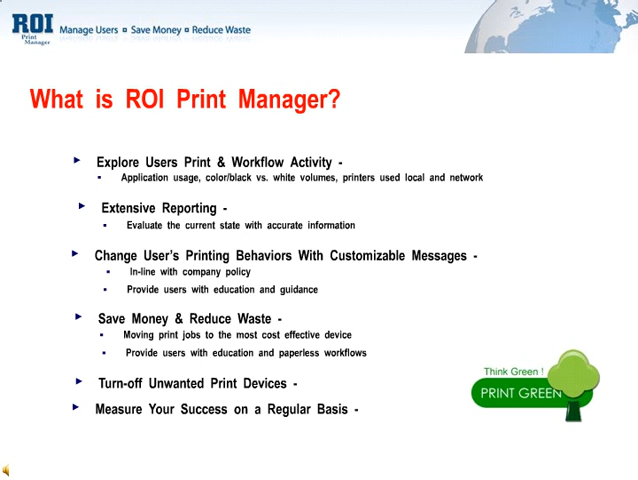 ROI
Print
Manager
Manage Users ¤ Save Money ¤ Reduce Waste
What is ROI Print Manager?
Explore Users Print & Workflow Activity -
Application usage, color/black vs. white volumes, printers used local and network
Extensive Reporting -
Evaluate the current state with accurate information
Change User's Printing Behaviors With Customizable Messages -
In-line with company policy
Provide users with education and guidance
Save Money & Reduce Waste -
Moving print jobs to the most cost effective device
Provide users with education and paperless workflows
Turn-off Unwanted Print Devices -
Measure Your Success on a Regular Basis -
Think Green !
PRINT GREEN